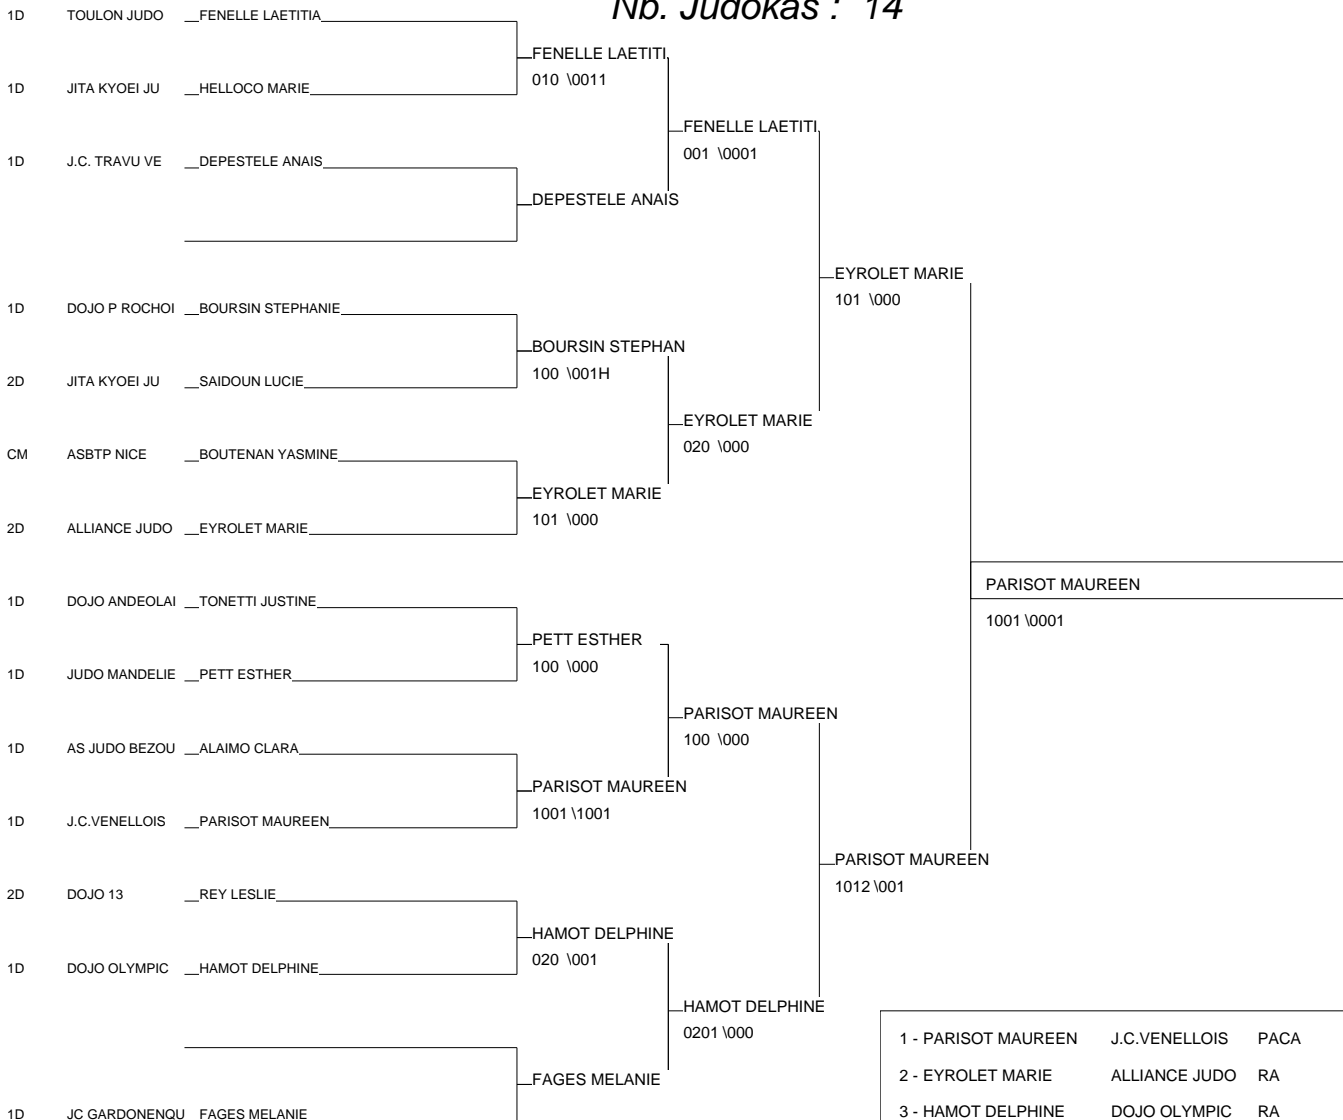 Nb. Judokas : 14
1D TOULON JUDO FENELLE LAETITIA
FENELLE LAETITI
010 \0011
1D JITA KYOEI JU HELLOCO MARIE
FENELLE LAETITI
001 \0001
1D J.C. TRAVU VE DEPESTELE ANAIS
DEPESTELE ANAIS
EYROLET MARIE
101 \000
1D DOJO P ROCHOI BOURSIN STEPHANIE
BOURSIN STEPHAN
100 \001H
2D JITA KYOEI JU SAIDOUN LUCIE
EYROLET MARIE
020 \000
CM ASBTP NICE BOUTENAN YASMINE
EYROLET MARIE
101 \000
2D ALLIANCE JUDO EYROLET MARIE
PARISOT MAUREEN
1001 \0001
1D DOJO ANDEOLAI TONETTI JUSTINE
PETT ESTHER
100 \000
1D JUDO MANDELIE PETT ESTHER
PARISOT MAUREEN
100 \000
1D AS JUDO BEZOU ALAIMO CLARA
PARISOT MAUREEN
1001 \1001
1D J.C.VENELLOIS PARISOT MAUREEN
PARISOT MAUREEN
1012 \001
2D DOJO 13 REY LESLIE
HAMOT DELPHINE
020 \001
1D DOJO OLYMPIC HAMOT DELPHINE
HAMOT DELPHINE
0201 \000
FAGES MELANIE
1D JC GARDONENQU FAGES MELANIE
1 - PARISOT MAUREEN J.C.VENELLOIS PACA
2 - EYROLET MARIE ALLIANCE JUDO RA
3 - HAMOT DELPHINE DOJO OLYMPIC RA